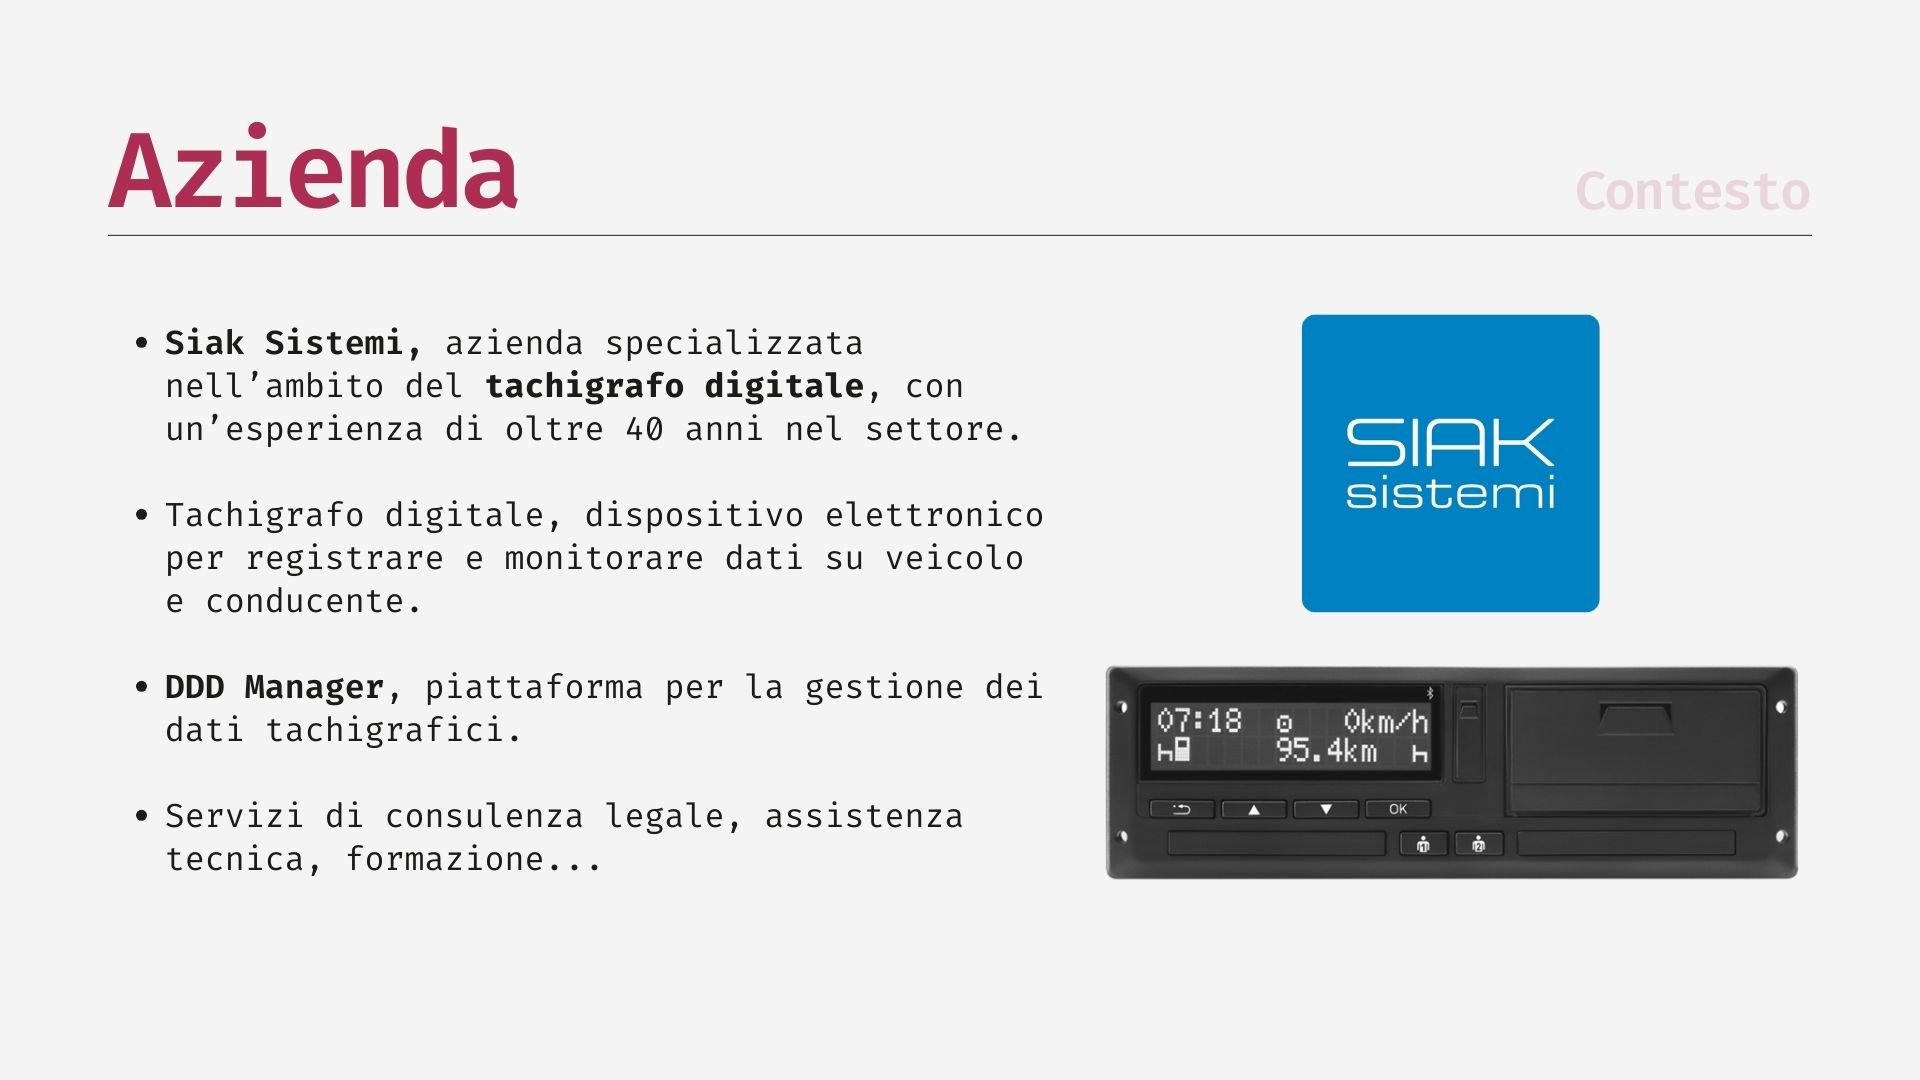 Azienda
Contesto
• Siak Sistemi, azienda specializzata
nell’ambito del tachigrafo digitale, con
un’esperienza di oltre 40 anni nel settore.
• Tachigrafo digitale, dispositivo elettronico
per registrare e monitorare dati su veicolo
e conducente.
• DDD Manager, piattaforma per la gestione dei
dati tachigrafici.
• Servizi di consulenza legale, assistenza
tecnica, formazione...
SIAK
sistemi
07:18 0km/h
95.4km
OK
1 2